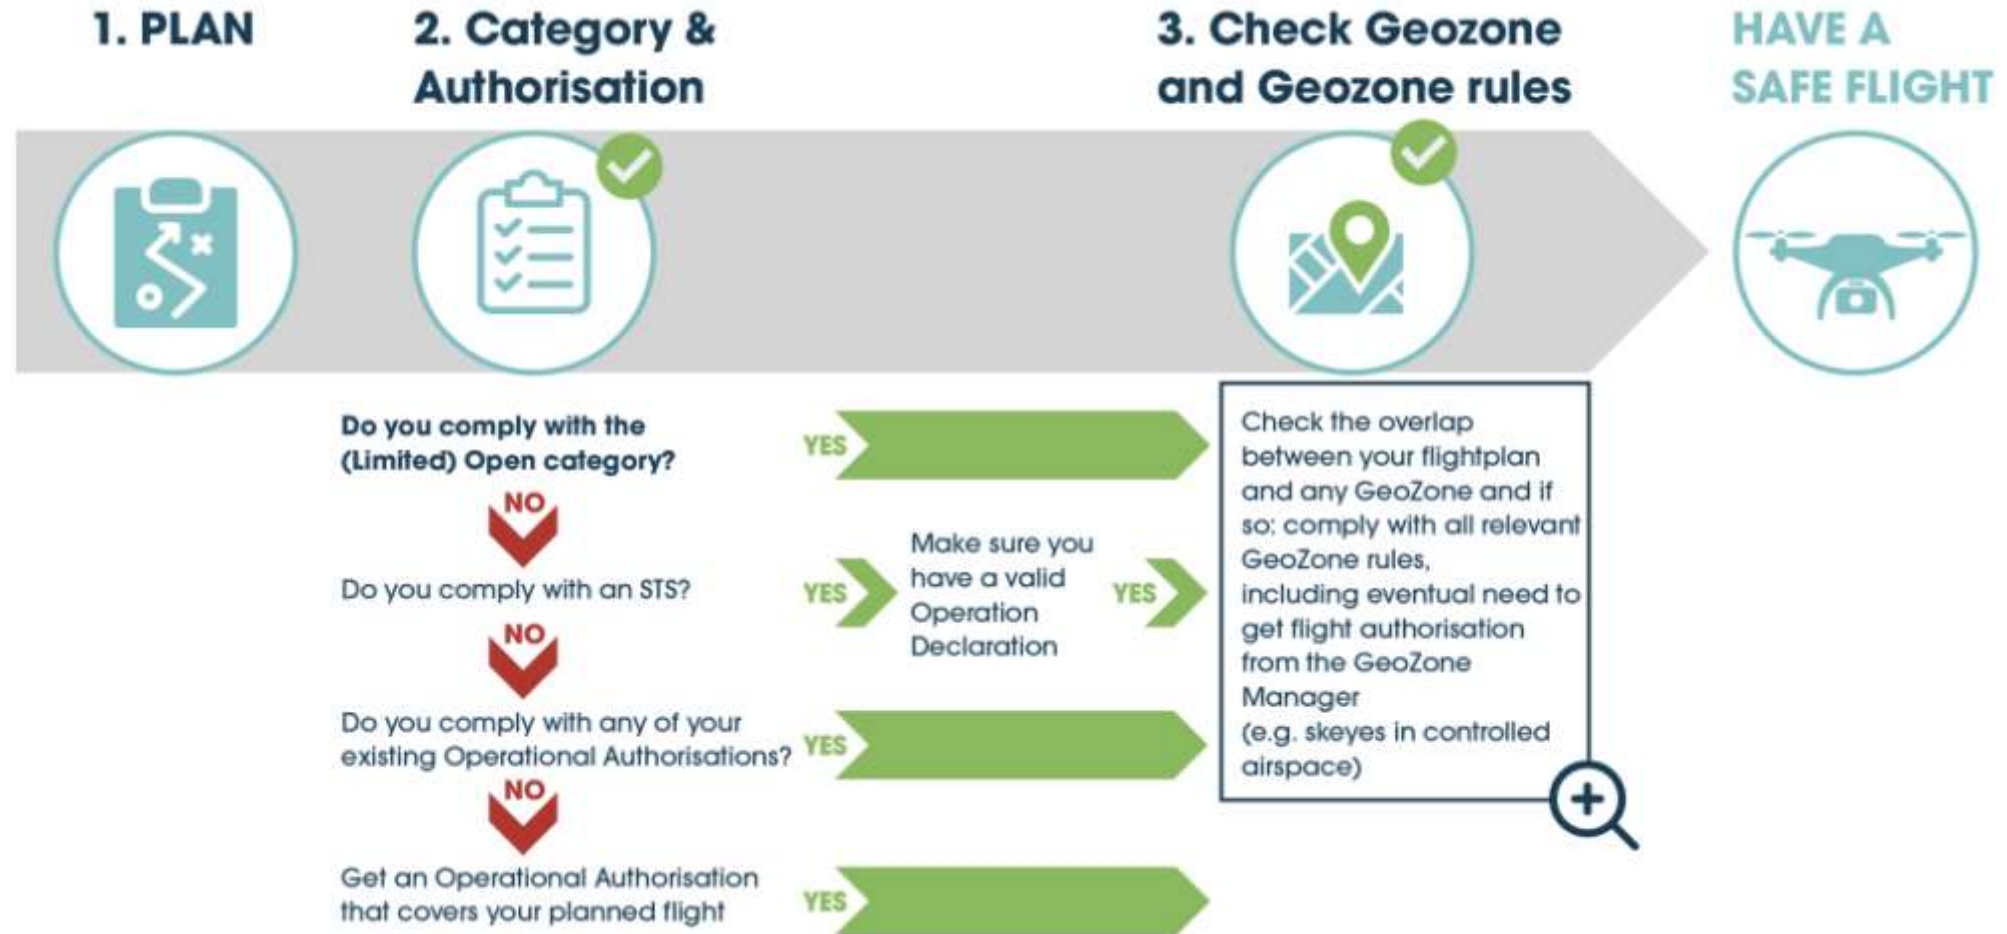 1. PLAN
2. Category &
Authorisation
3. Check Geozone
and Geozone rules
HAVE A
SAFE FLIGHT
Do you comply with the
(Limited) Open category?
YES
NO
Do you comply with an STS?
YES
Make sure you
have a valid
Operation
Declaration
YES
NO
Do you comply with any of your
existing Operational Authorisations?
YES
NO
Get an Operational Authorisation
that covers your planned flight
YES
Check the overlap
between your flightplan
and any GeoZone and if
so: comply with all relevant
GeoZone rules,
including eventual need to
get flight authorisation
from the GeoZone
Manager
(e.g. skeyes in controlled
airspace)